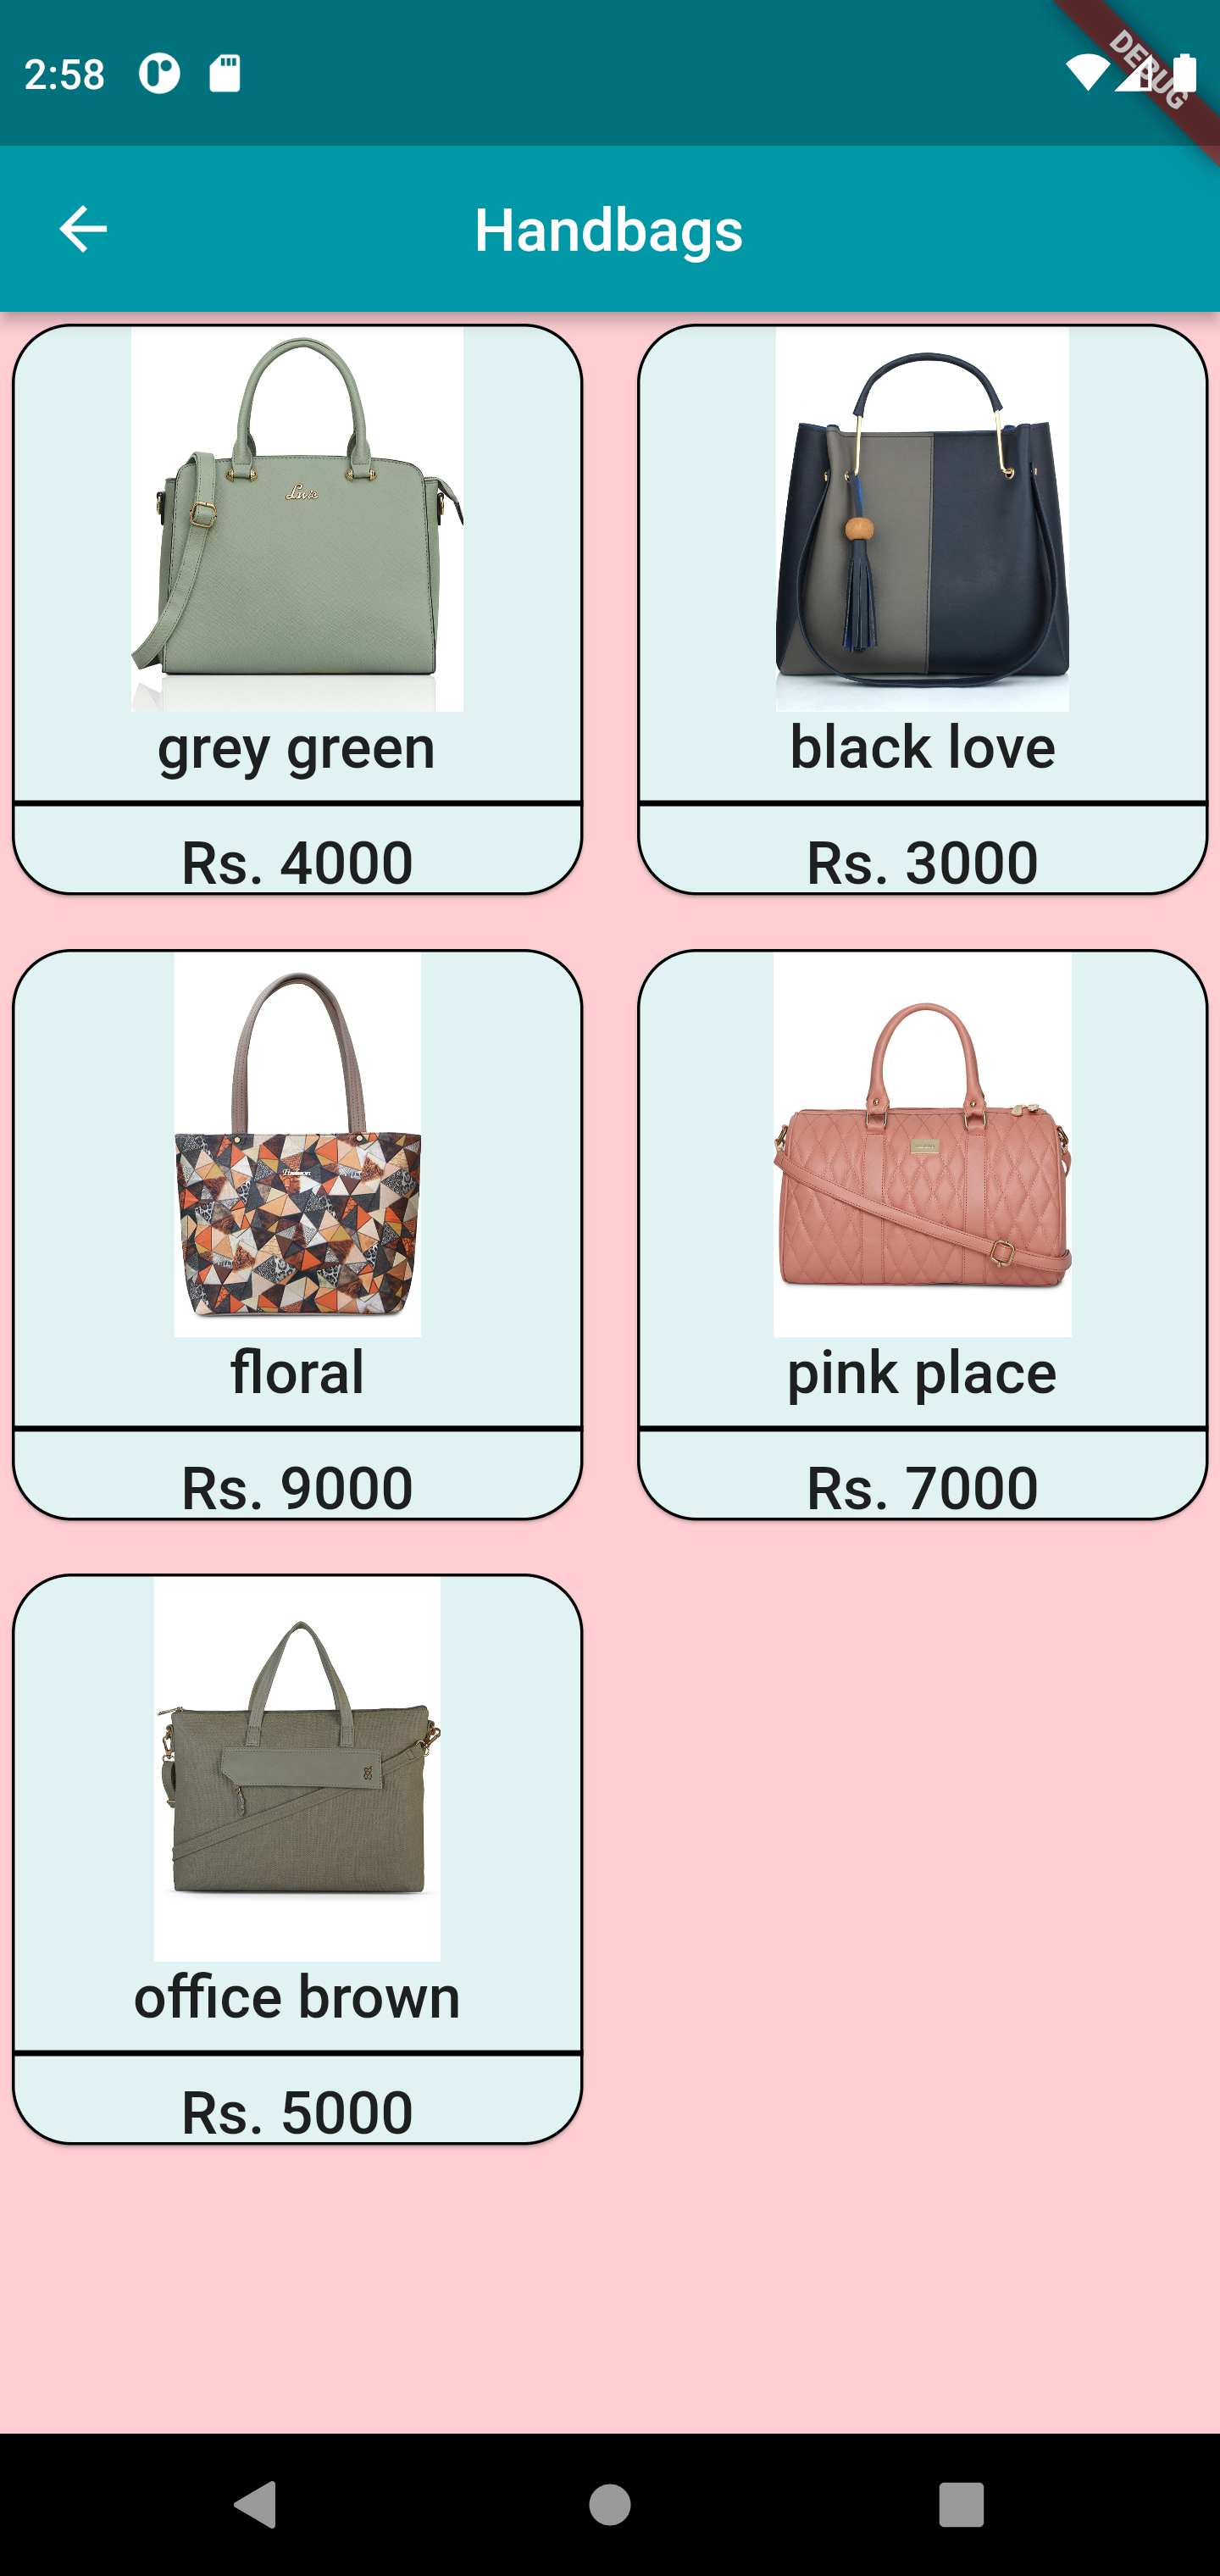 2:58
DEBUG
Handbags
Lavie
grey green
Rs. 4000
black love
Rs. 3000
floral
Rs. 9000
pink place
Rs. 7000
office brown
Rs. 5000